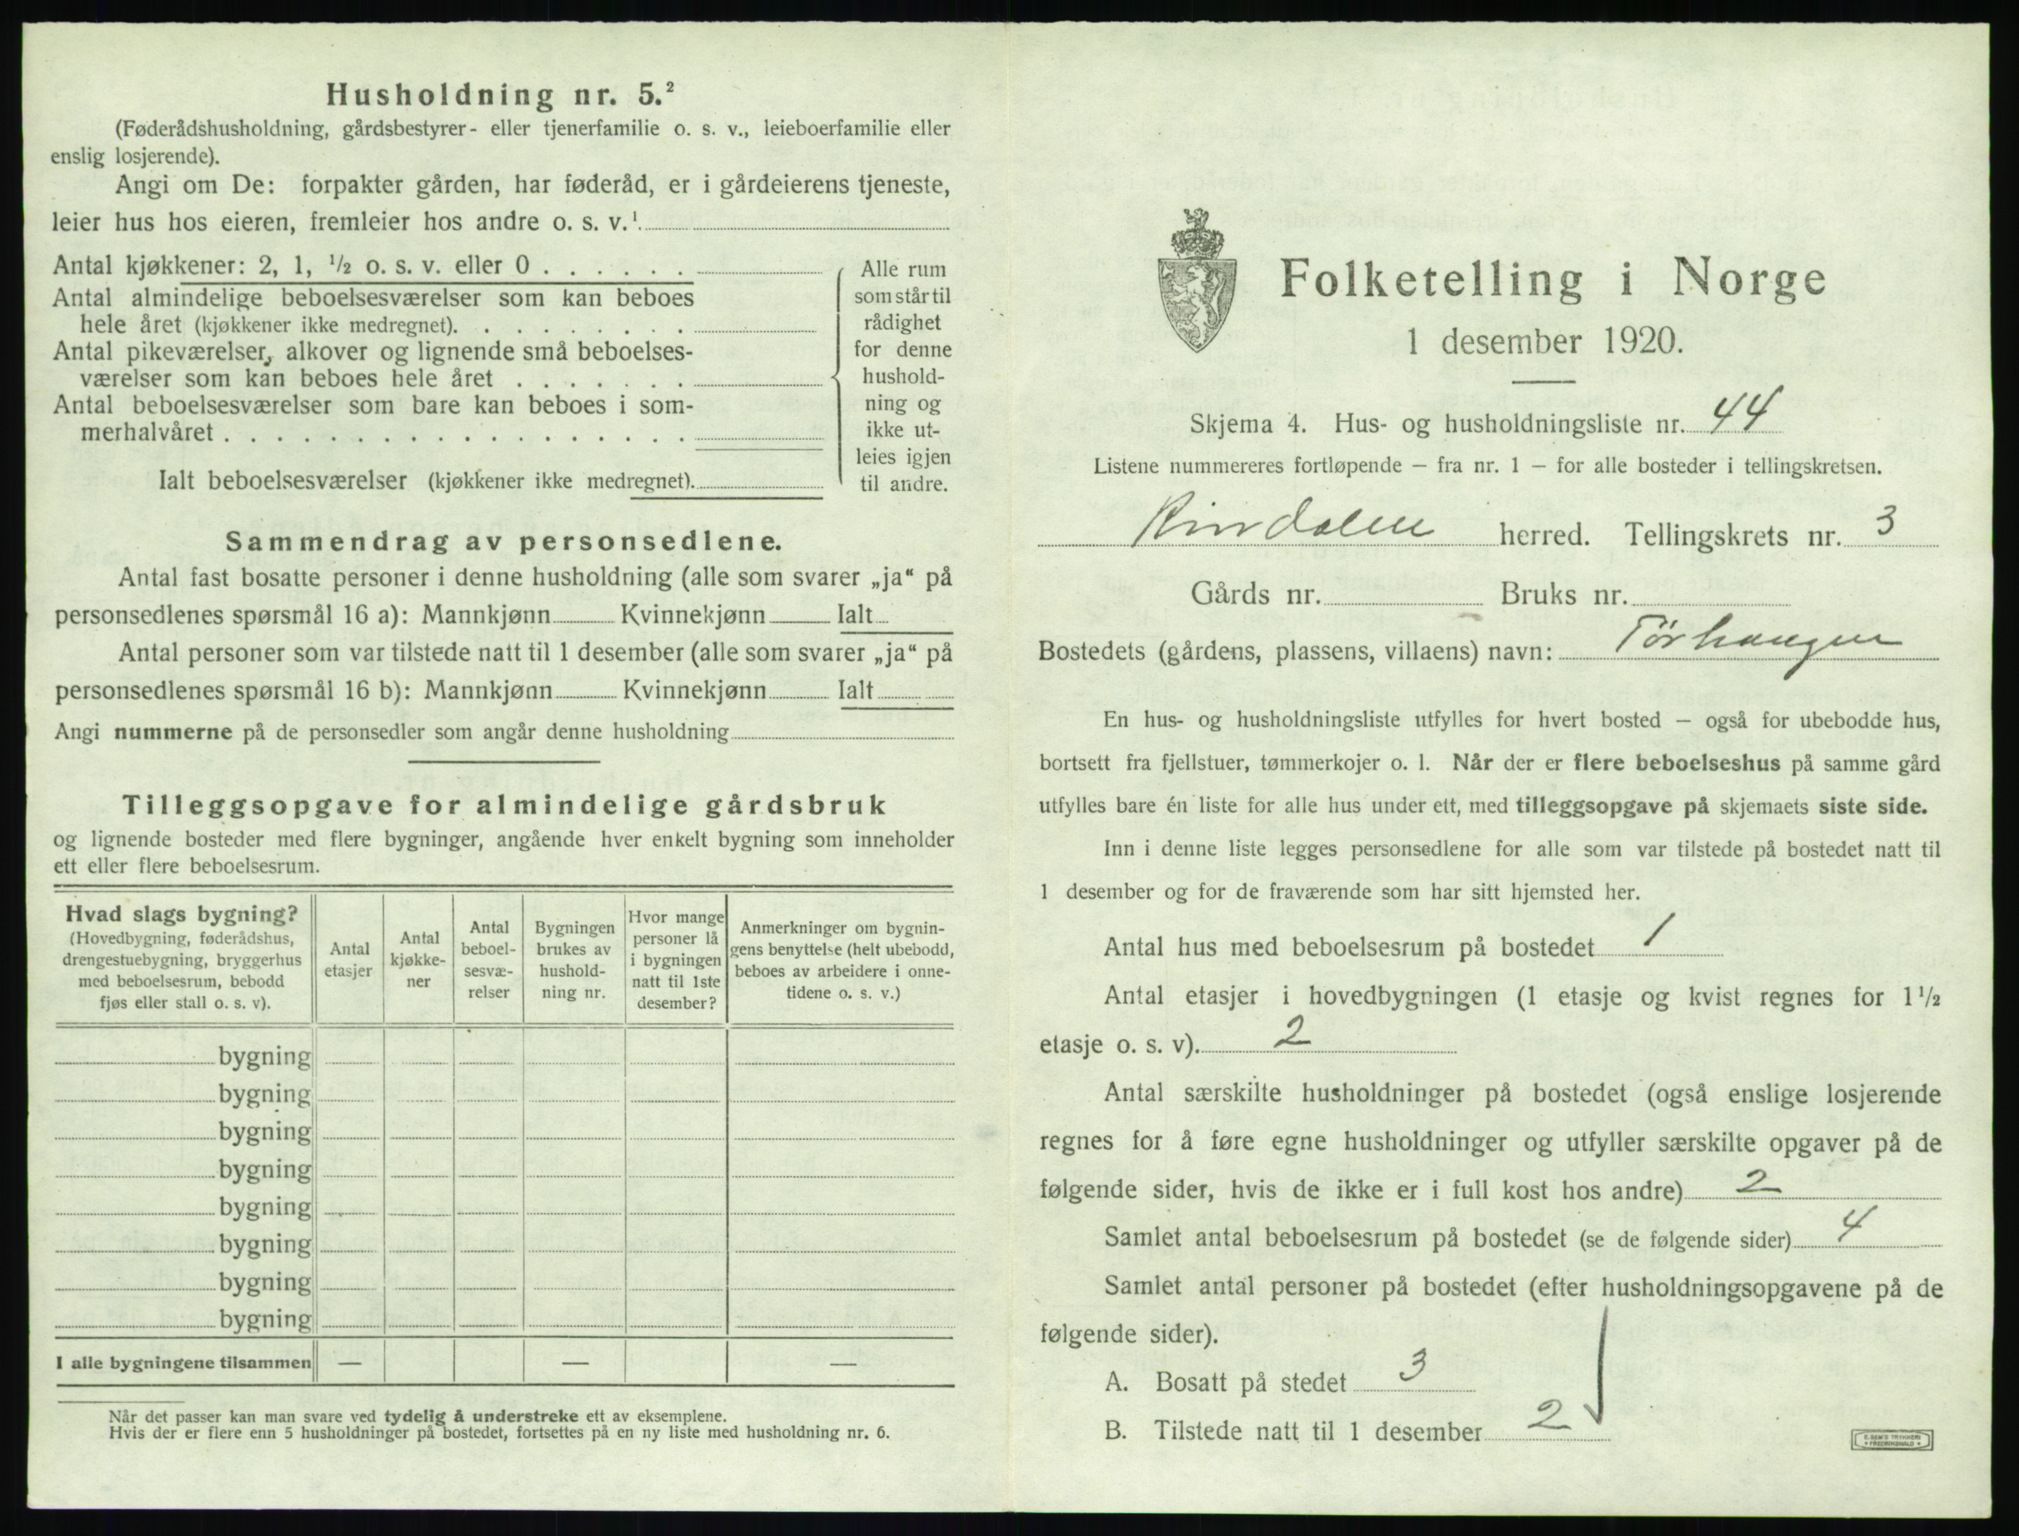 Husholdning nr. 5.²
(Føderådshusholdning, gårdsbestyrer- eller tjenerfamilie o. s. v., leieboerfamilie eller
enslig losjerende).
Angi om De: forpakter gården, har føderåd, er i gårdeierens tjeneste,
leier hus hos eieren, fremleier hos andre o. s. v.¹
Antal kjøkkener: 2, 1, ½ o. s. v. eller 0 . . . . . .
Antal almindelige beboelsesværelser som kan beboes
hele året (kjøkkener ikke medregnet). . . . . . . . .
Antal pikeværelser, alkover og lignende små beboelses-
værelser som kan beboes hele året . . . . . . .
Antal beboelsesværelser som bare kan beboes i som-
merhalvåret . . . . . . . . . . . . . . . . . .
Ialt beboelsesværelser (kjøkkener ikke medregnet).
Alle rum
som står til
rådighet
for denne
hushold-
ning og
ikke ut-
leies igjen
til andre.
Sammendrag av personsedlene.
Antal fast bosatte personer i denne husholdning (alle som svarer „ja“ på
personsedlenes spørsmål 16 a): Mannkjønn Kvinnekjønn Ialt
Antal personer som var tilstede natt til 1 desember (alle som svarer „ja“ på
personsedlenes spørsmål 16 b): Mannkjønn Kvinnekjønn Ialt
Angi nummerne på de personsedler som angår denne husholdning
Tilleggsopgave for almindelige gårdsbruk
og lignende bosteder med flere bygninger, angående hver enkelt bygning som inneholder
ett eller flere beboelsesrum.
Hvad slags bygning?
(Hovedbygning, føderådshus,
drengestuebygning, bryggerhus
med beboelsesrum, bebodd
fjøs eller stall o. s. v).
Antal
etasjer
Antal
kjøkke-
ner
Antal
beboel-
sesvæ-
relser
Bygningen
brukes av
hushold-
ning nr.
Hvor mange
personer lå
i bygningen
natt til 1ste
desember?
Anmerkninger om bygnin-
gens benyttelse (helt ubebodd,
beboes av arbeidere i onne-
tidene o. s. v.)
bygning
bygning
bygning
bygning
bygning
bygning
bygning
bygning
I alle bygningene tilsammen — — —
Når det passer kan man svare ved tydelig å understreke ett av eksemplene.
Hvis der er flere enn 5 husholdninger på bostedet, fortsettes på en ny liste med husholdning nr. 6.
Folketelling i Norge
1 desember 1920.
Skjema 4. Hus- og husholdningsliste nr. 44
Listene nummereres fortløpende – fra nr. 1 – for alle bosteder i tellingskretsen.
Rindalen herred. Tellingskrets nr. 3
Gårds nr. Bruks nr.
Bostedets (gårdens, plassens, villaens) navn: Tørhaugen
En hus- og husholdningsliste utfylles for hvert bosted – også for ubebodde hus,
bortsett fra fjellstuer, tømmerkojer o. l. Når der er flere beboelseshus på samme gård
utfylles bare én liste for alle hus under ett, med tilleggsopgave på skjemaets siste side.
Inn i denne liste legges personsedlene for alle som var tilstede på bostedet natt til
1 desember og for de fraværende som har sitt hjemsted her.
Antal hus med beboelsesrum på bostedet 1
Antal etasjer i hovedbygningen (1 etasje og kvist regnes for 1½
etasje o. s. v). 2
Antal særskilte husholdninger på bostedet (også enslige losjerende
regnes for å føre egne husholdninger og utfyller særskilte opgaver på de
følgende sider, hvis de ikke er i full kost hos andre) 2
Samlet antal beboelsesrum på bostedet (se de følgende sider) 4
Samlet antal personer på bostedet (efter husholdningsopgavene på de
følgende sider).
A. Bosatt på stedet 3
B. Tilstede natt til 1 desember 2
E. SEM'S TRYKKERI
FREDRIKSHALD